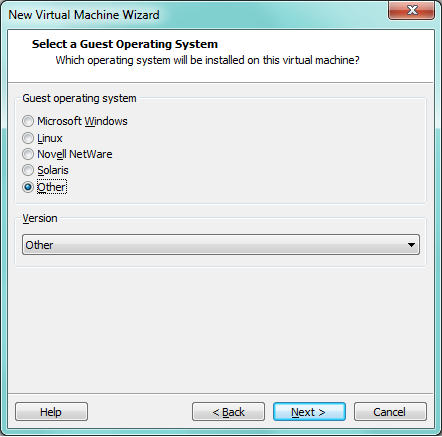 New Virtual Machine Wizard
Select a Guest Operating System
Which operating system will be installed on this virtual machine?
Guest operating system
Microsoft Windows
Linux
Novell NetWare
Solaris
Other
Version
Other
Help
< Back
Next >
Cancel